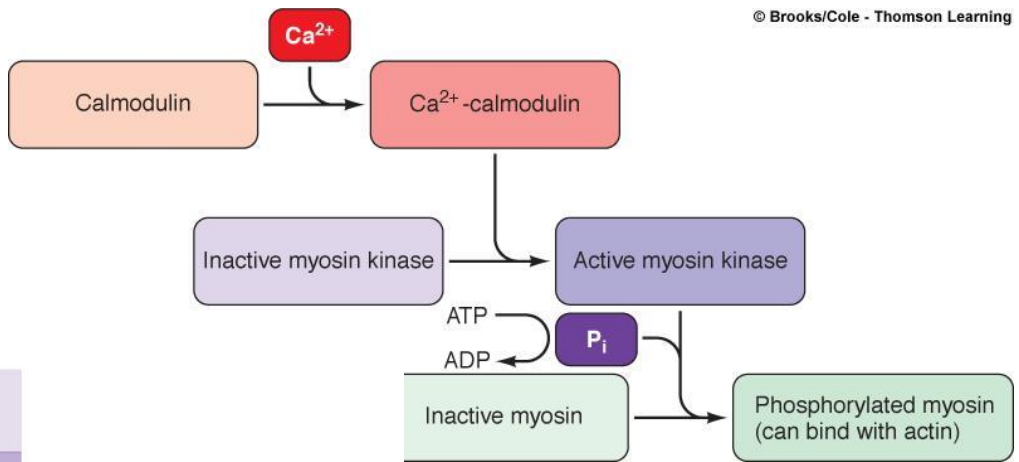 © Brooks/Cole - Thomson Learning
Ca²⁺
Calmodulin
Ca²⁺-calmodulin
Inactive myosin kinase
Active myosin kinase
ATP
Pᵢ
ADP
Inactive myosin
Phosphorylated myosin
(can bind with actin)